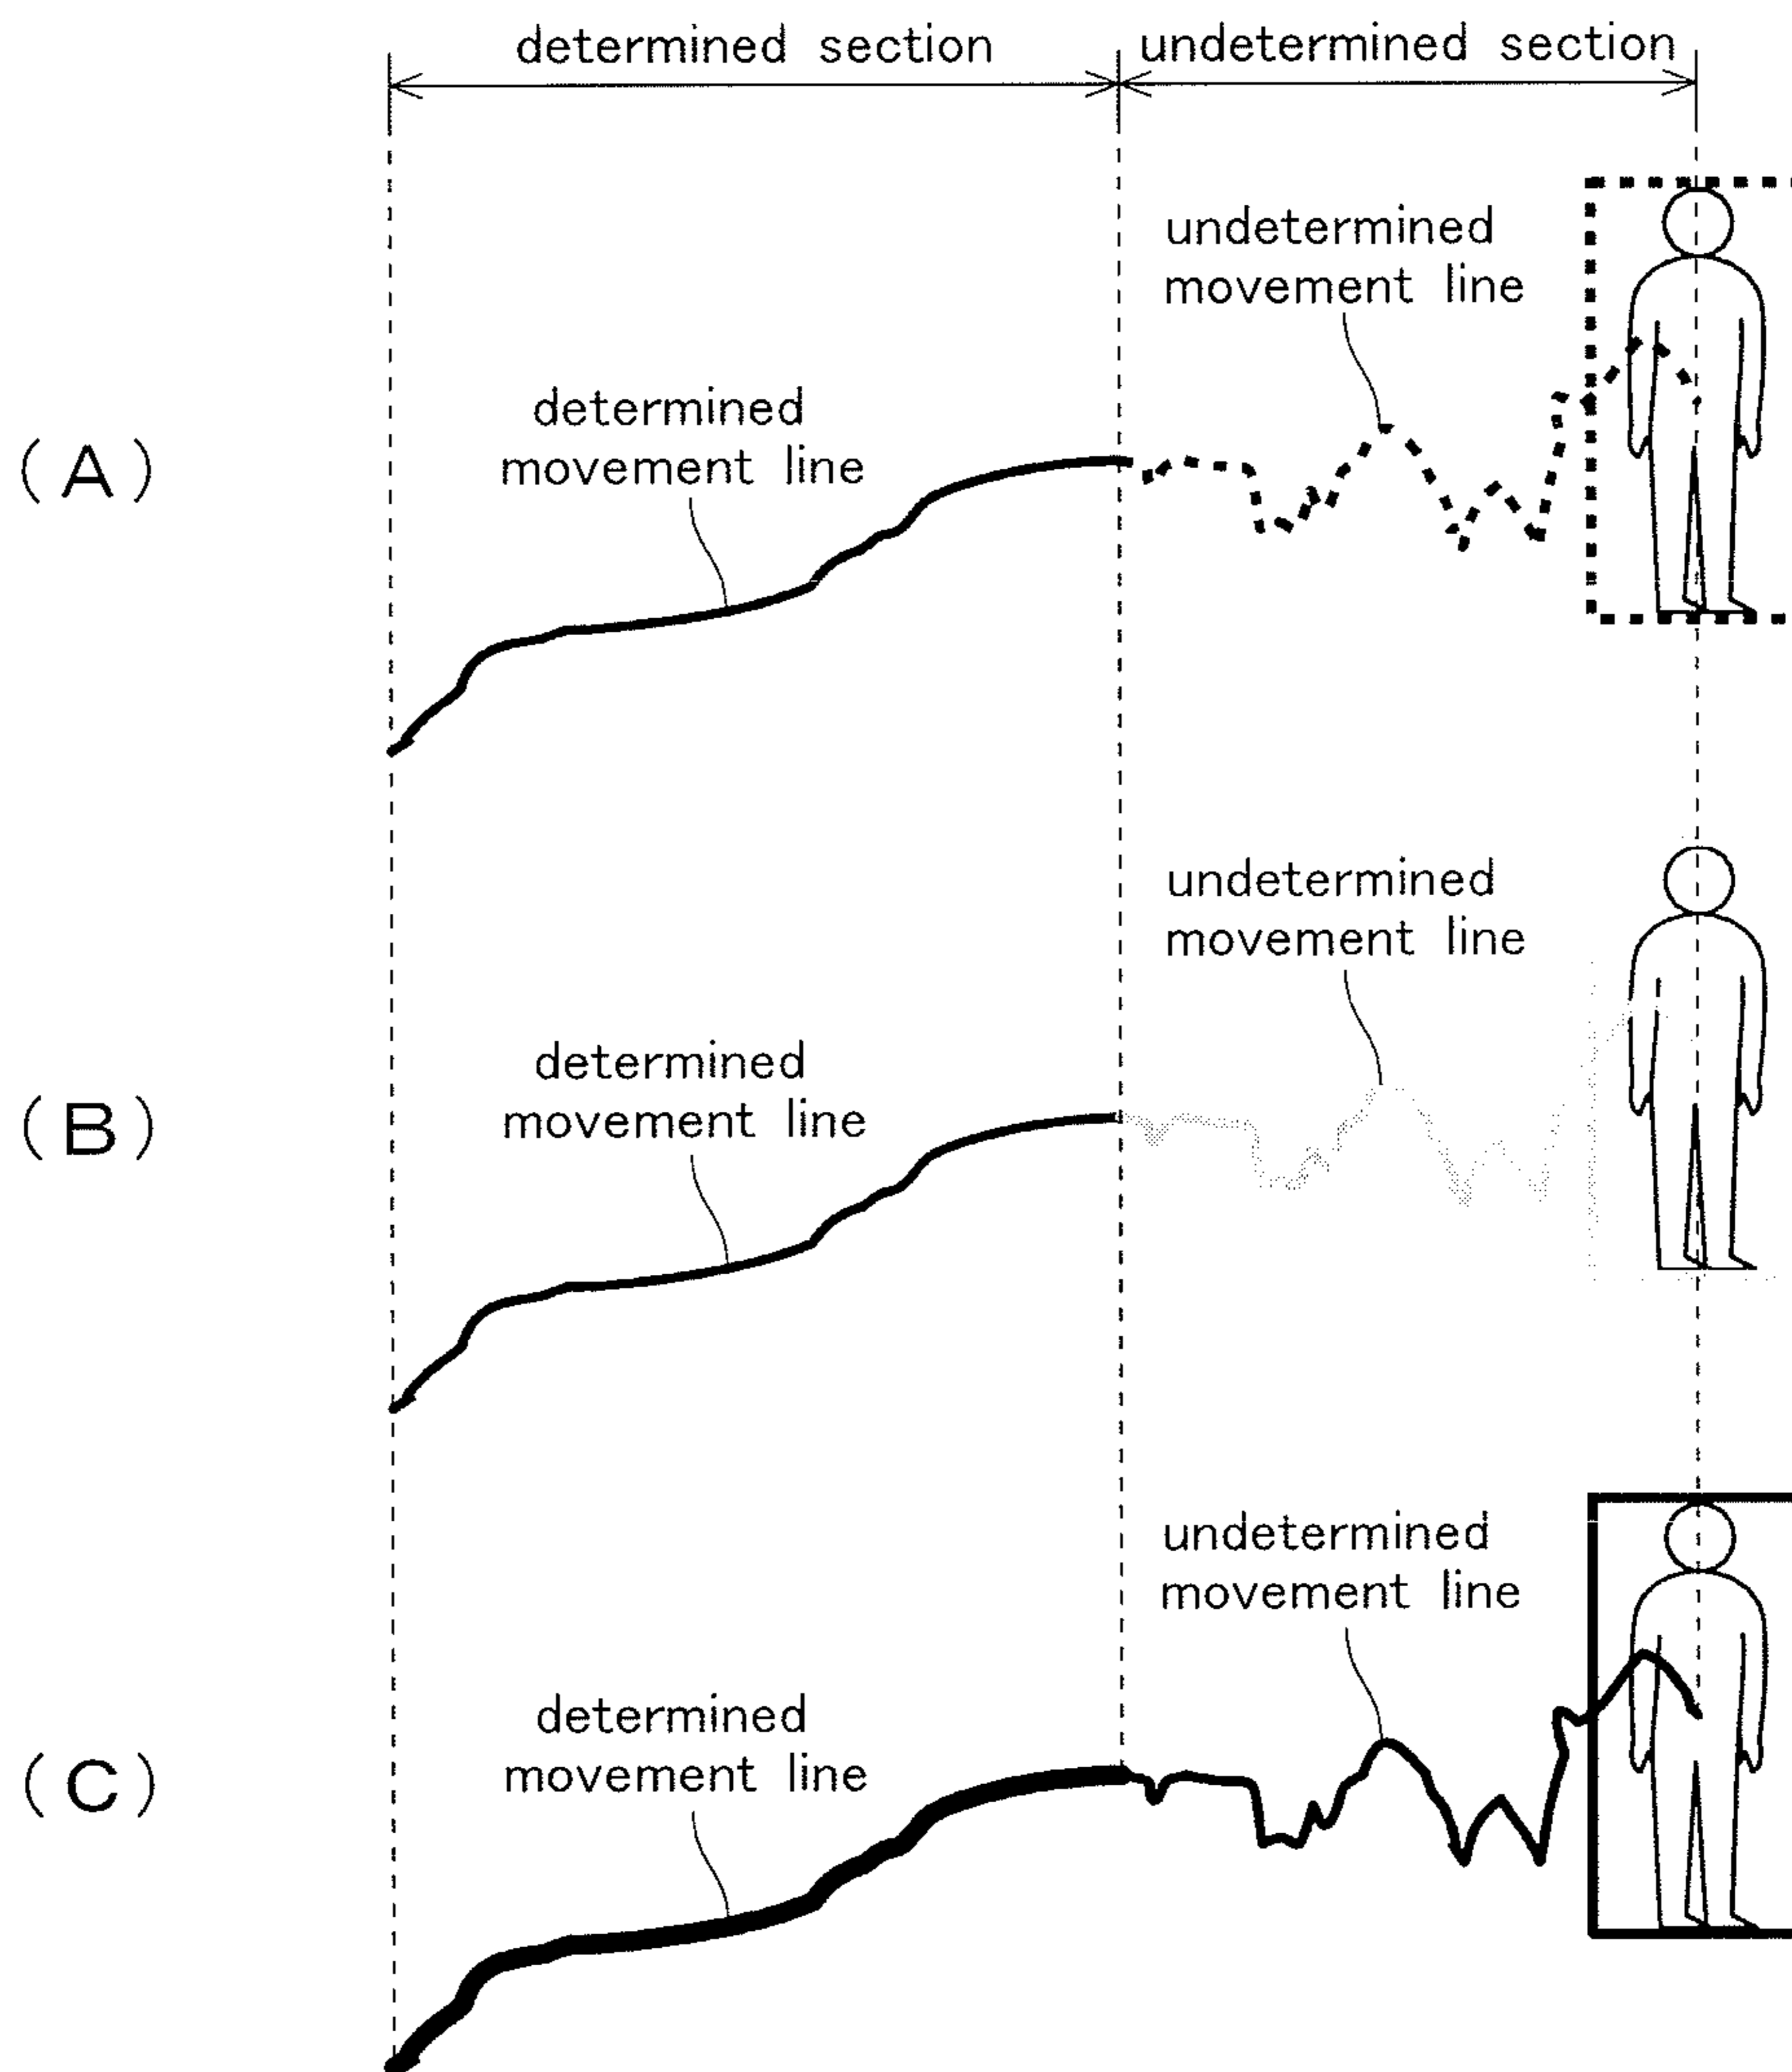 determined section
undetermined section
(A)
determined
movement line
undetermined
movement line
(B)
determined
movement line
undetermined
movement line
(C)
determined
movement line
undetermined
movement line